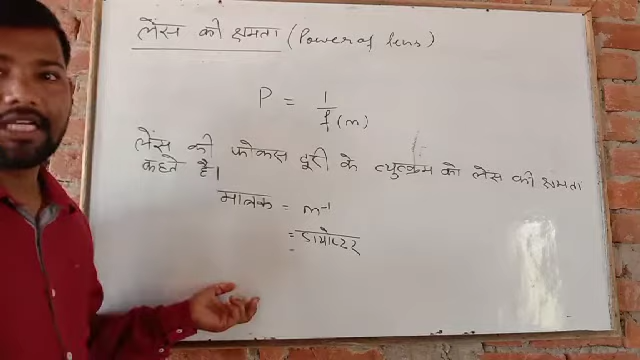 लेंस की क्षमता (Power of lens)
P = 1/f (m)
लेंस की फोकस दूरी के व्युत्क्रम को लेंस की क्षमता
कहते है।
मात्रक = m⁻¹
= डायोप्टर